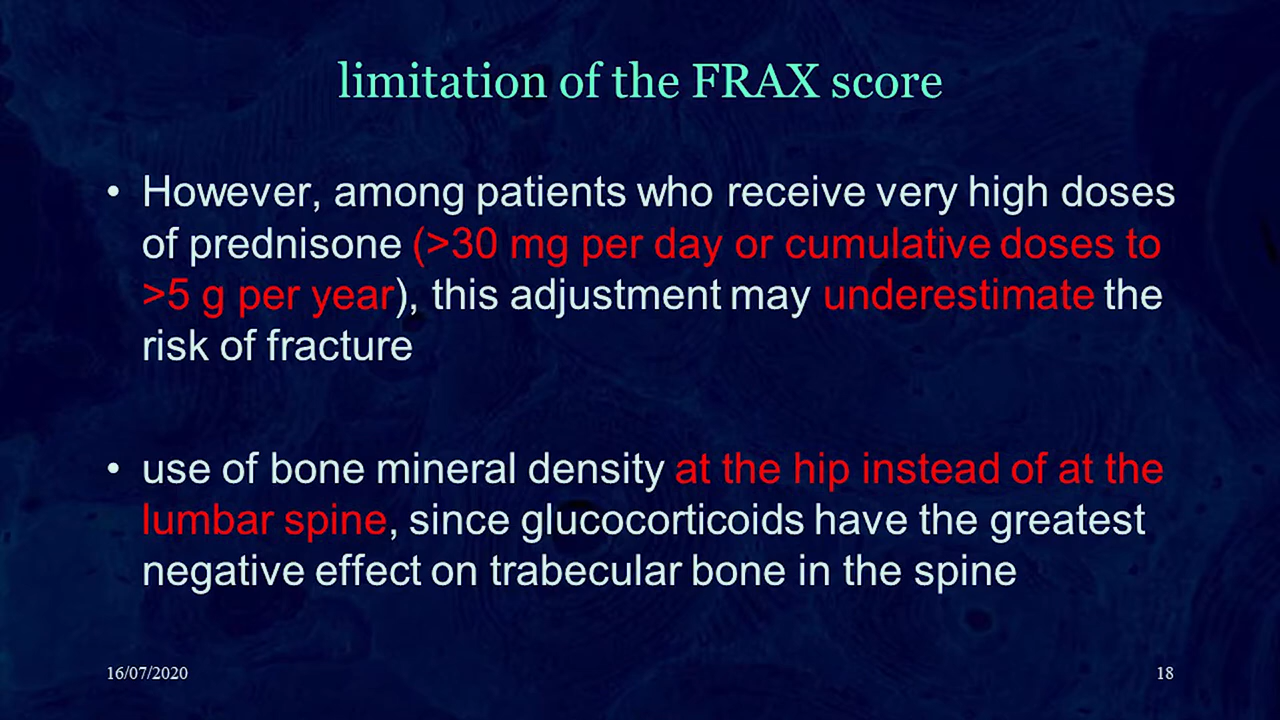 limitation of the FRAX score
• However, among patients who receive very high doses
of prednisone (>30 mg per day or cumulative doses to
>5 g per year), this adjustment may underestimate the
risk of fracture
• use of bone mineral density at the hip instead of at the
lumbar spine, since glucocorticoids have the greatest
negative effect on trabecular bone in the spine
16/07/2020
18